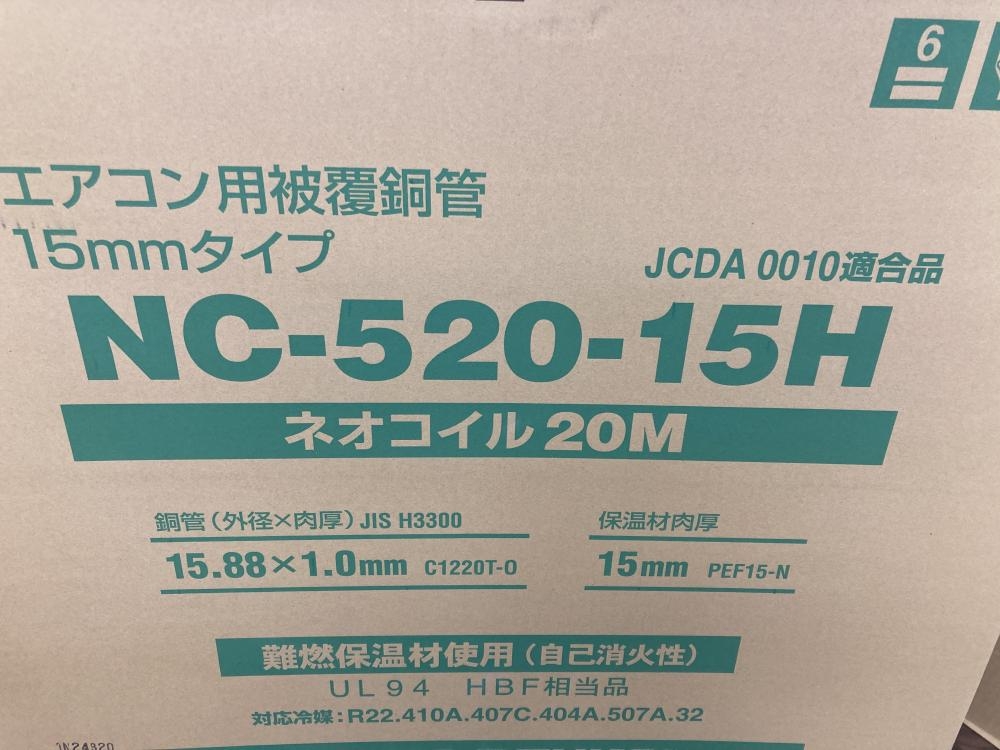 6
エアコン用被覆銅管
15mmタイプ
JCDA 0010適合品
NC-520-15H
ネオコイル20M
銅管(外径×肉厚)JIS H3300
15.88×1.0mm C1220T-O
保温材肉厚
15mm PEF15-N
難燃保温材使用(自己消火性)
UL94 HBF相当品
対応冷媒:R22.410A.407C.404A.507A.32